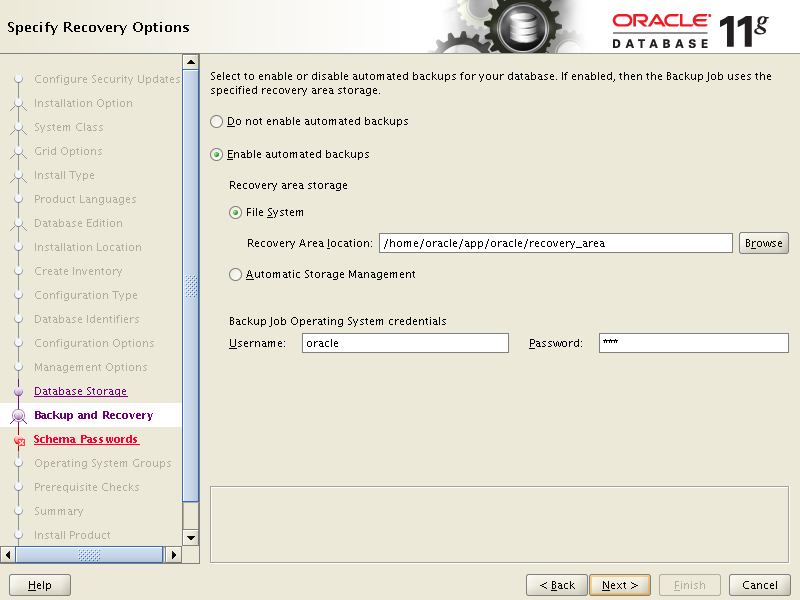 Specify Recovery Options
ORACLE
DATABASE
11g
Configure Security Updates
Installation Option
System Class
Grid Options
Install Type
Product Languages
Database Edition
Installation Location
Create Inventory
Configuration Type
Database Identifiers
Configuration Options
Management Options
Database Storage
Backup and Recovery
Schema Passwords
Operating System Groups
Prerequisite Checks
Summary
Install Product
Select to enable or disable automated backups for your database. If enabled, then the Backup Job uses the
specified recovery area storage.
Do not enable automated backups
Enable automated backups
Recovery area storage
File System
Recovery Area location: /home/oracle/app/oracle/recovery_area Browse
Automatic Storage Management
Backup Job Operating System credentials
Username: oracle Password: ***
Help < Back Next > Finish Cancel